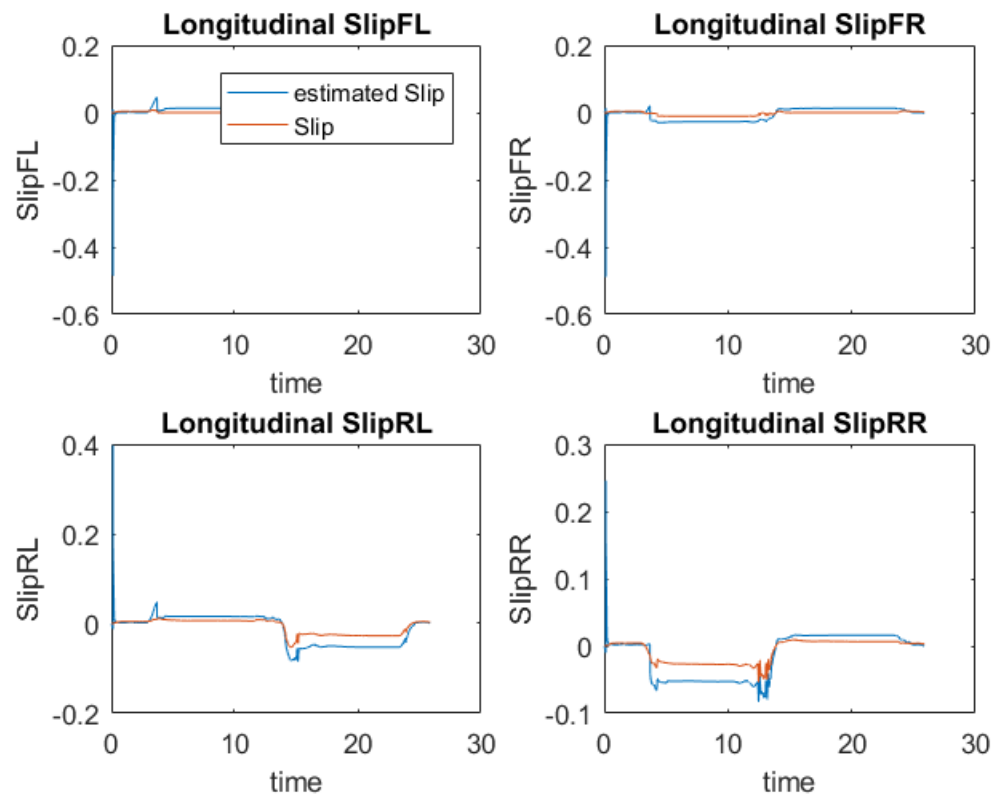 Longitudinal SlipFL
0.2
0
-0.2
-0.4
-0.6
SlipFL
estimated Slip
Slip
0
10
20
30
time
Longitudinal SlipFR
0.2
0
-0.2
-0.4
-0.6
SlipFR
0
10
20
30
time
Longitudinal SlipRL
0.4
0.2
0
-0.2
SlipRL
0
10
20
30
time
Longitudinal SlipRR
0.3
0.2
0.1
0
-0.1
SlipRR
0
10
20
30
time